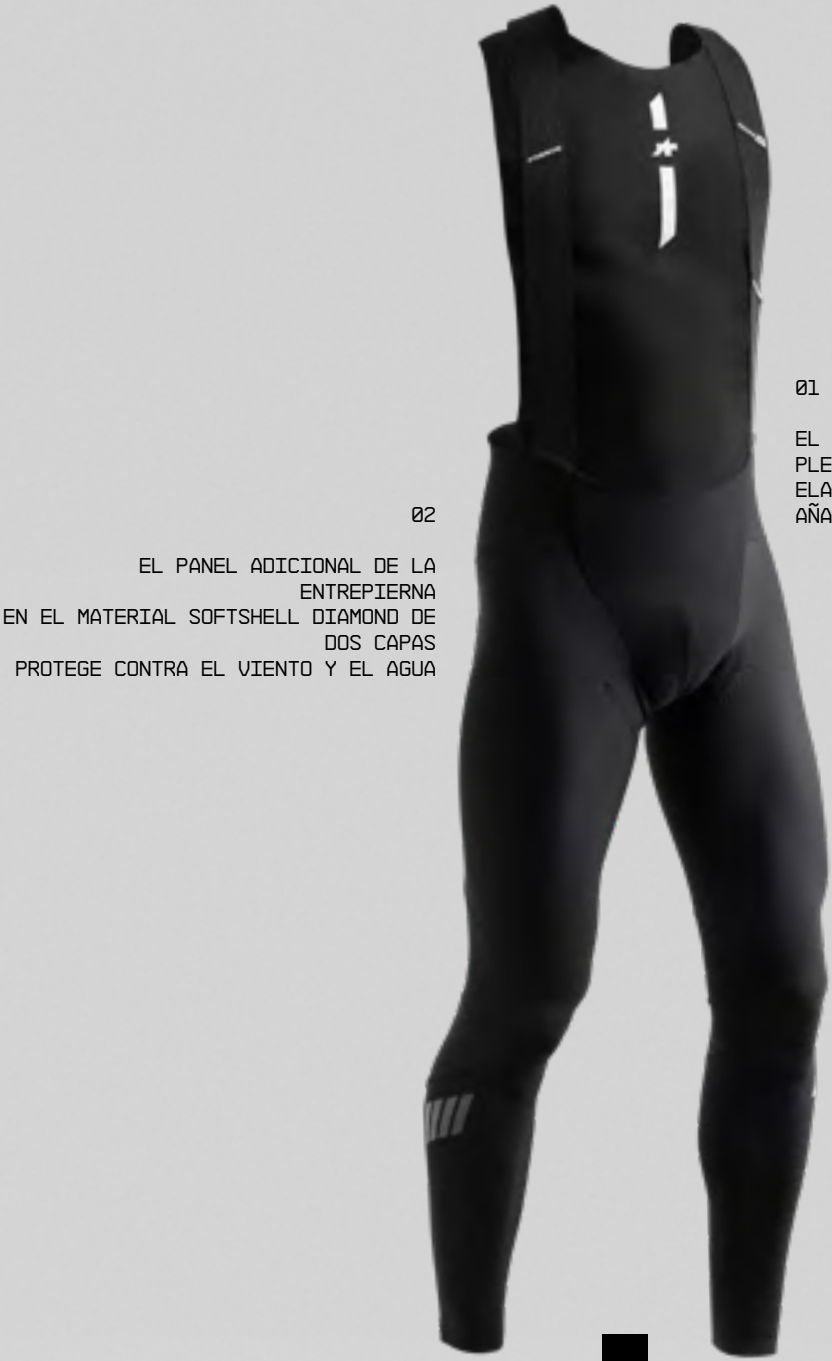 01
EL
PLE
ELA
AÑA
02
EL PANEL ADICIONAL DE LA
ENTREPIERNA
EN EL MATERIAL SOFTSHELL DIAMOND DE
DOS CAPAS
PROTEGE CONTRA EL VIENTO Y EL AGUA